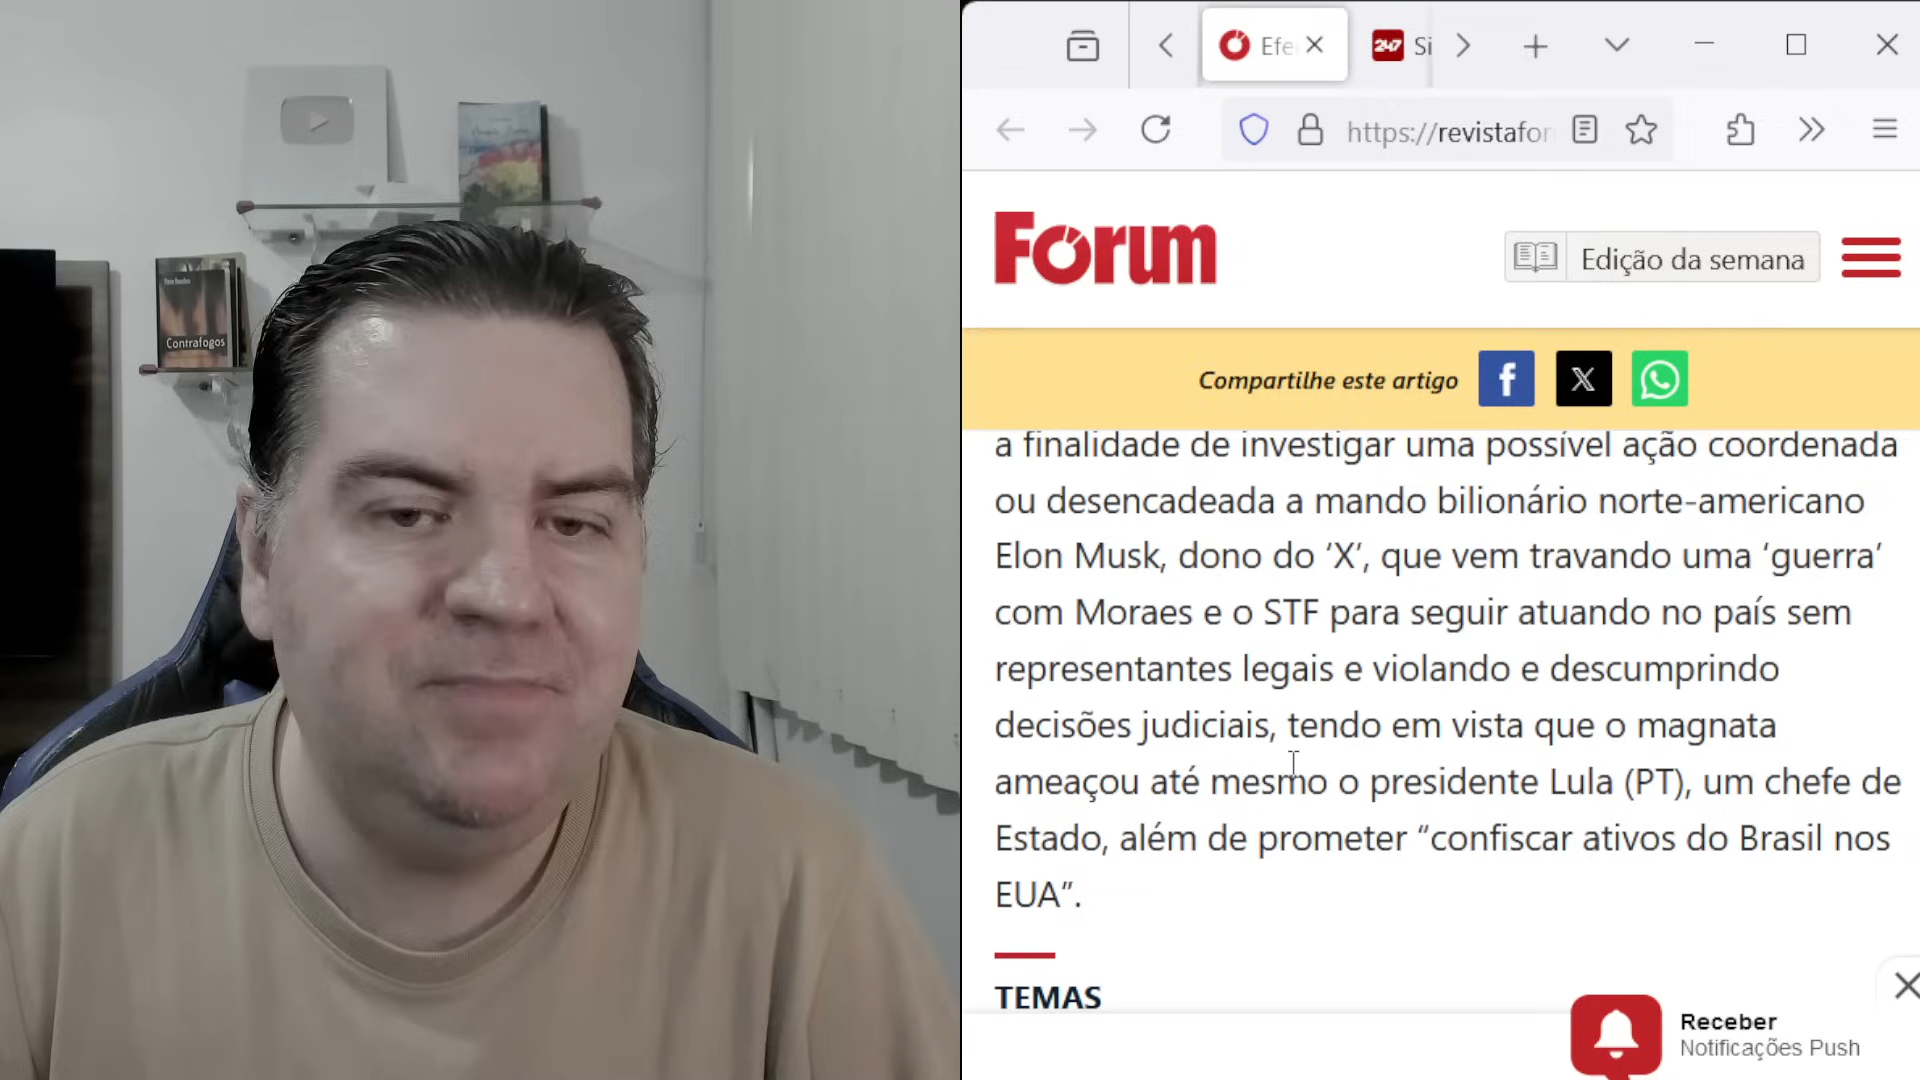 Contrafogos
Efe
247
Si
https://revistafor
Forum
Edição da semana
Compartilhe este artigo
a finalidade de investigar uma possível ação coordenada
ou desencadeada a mando bilionário norte-americano
Elon Musk, dono do ‘X’, que vem travando uma ‘guerra’
com Moraes e o STF para seguir atuando no país sem
representantes legais e violando e descumprindo
decisões judiciais, tendo em vista que o magnata
ameaçou até mesmo o presidente Lula (PT), um chefe de
Estado, além de prometer “confiscar ativos do Brasil nos
EUA”.
TEMAS
Receber
Notificações Push